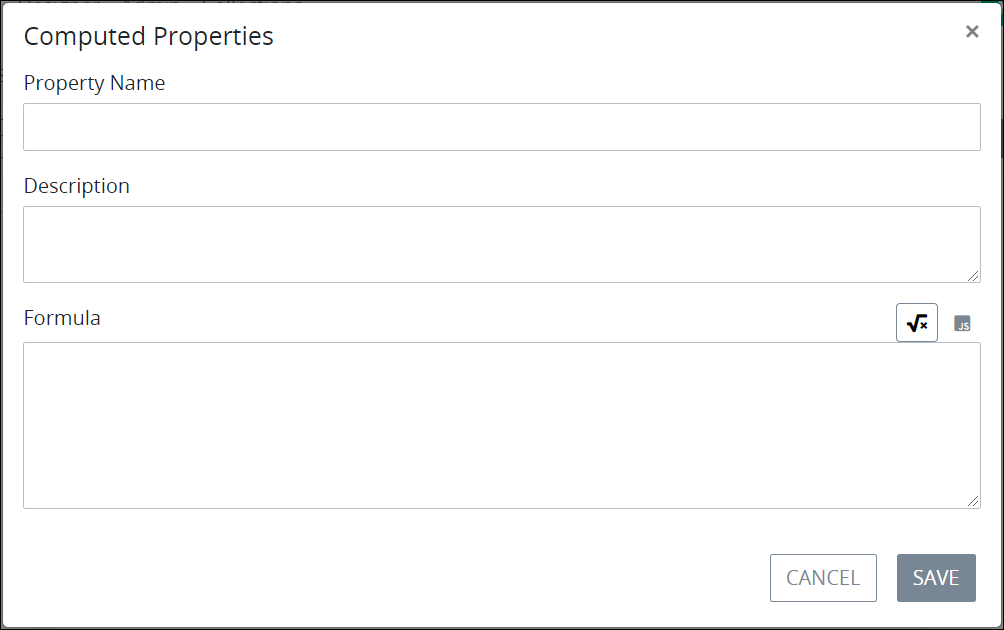 Computed Properties
×
Property Name
Description
Formula
√x
JS
CANCEL
SAVE